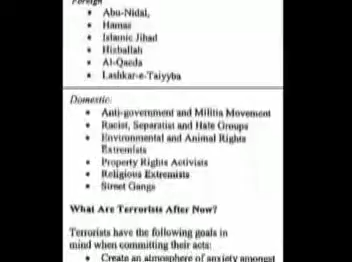 Foreign
• Abu-Nidal,
• Hamas
• Islamic Jihad
• Hizballah
• Al-Qaeda
• Lashkar-e-Taiyyba
Domestic:
• Anti-government and Militia Movement
• Racist, Separatist and Hate Groups
• Environmental and Animal Rights
Extremists
• Property Rights Activists
• Religious Extremists
• Street Gangs
What Are Terrorists After Now?
Terrorists have the following goals in
mind when committing their acts:
• Create an atmosphere of anxiety amongst